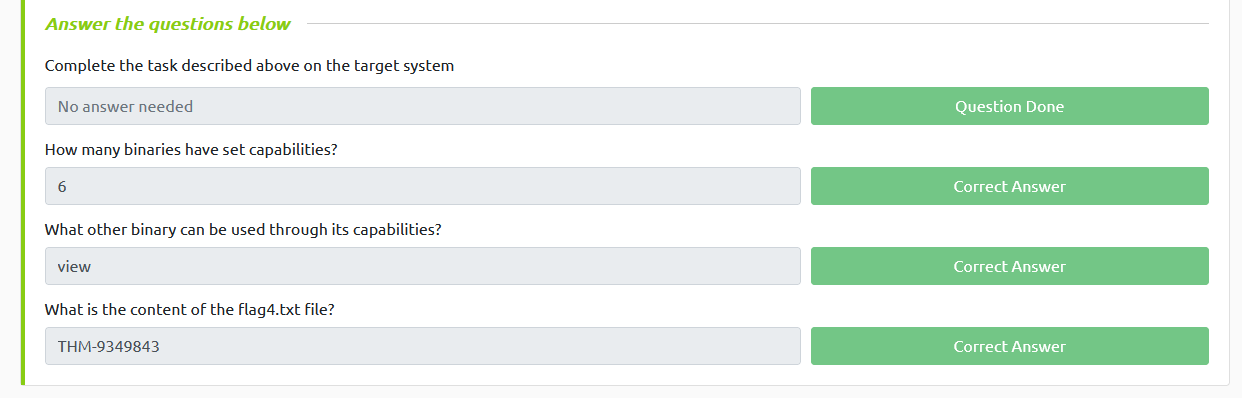 Answer the questions below
Complete the task described above on the target system
No answer needed
Question Done
How many binaries have set capabilities?
6
Correct Answer
What other binary can be used through its capabilities?
view
Correct Answer
What is the content of the flag4.txt file?
THM-9349843
Correct Answer